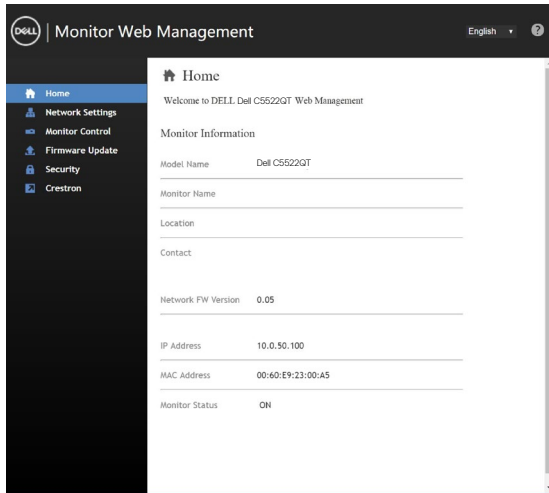 DELL | Monitor Web Management
English
?
Home
Network Settings
Monitor Control
Firmware Update
Security
Crestron
Home
Welcome to DELL Dell C5522QT Web Management
Monitor Information
Model Name Dell C5522QT
Monitor Name
Location
Contact
Network FW Version 0.05
IP Address 10.0.50.100
MAC Address 00:60:E9:23:00:A5
Monitor Status ON